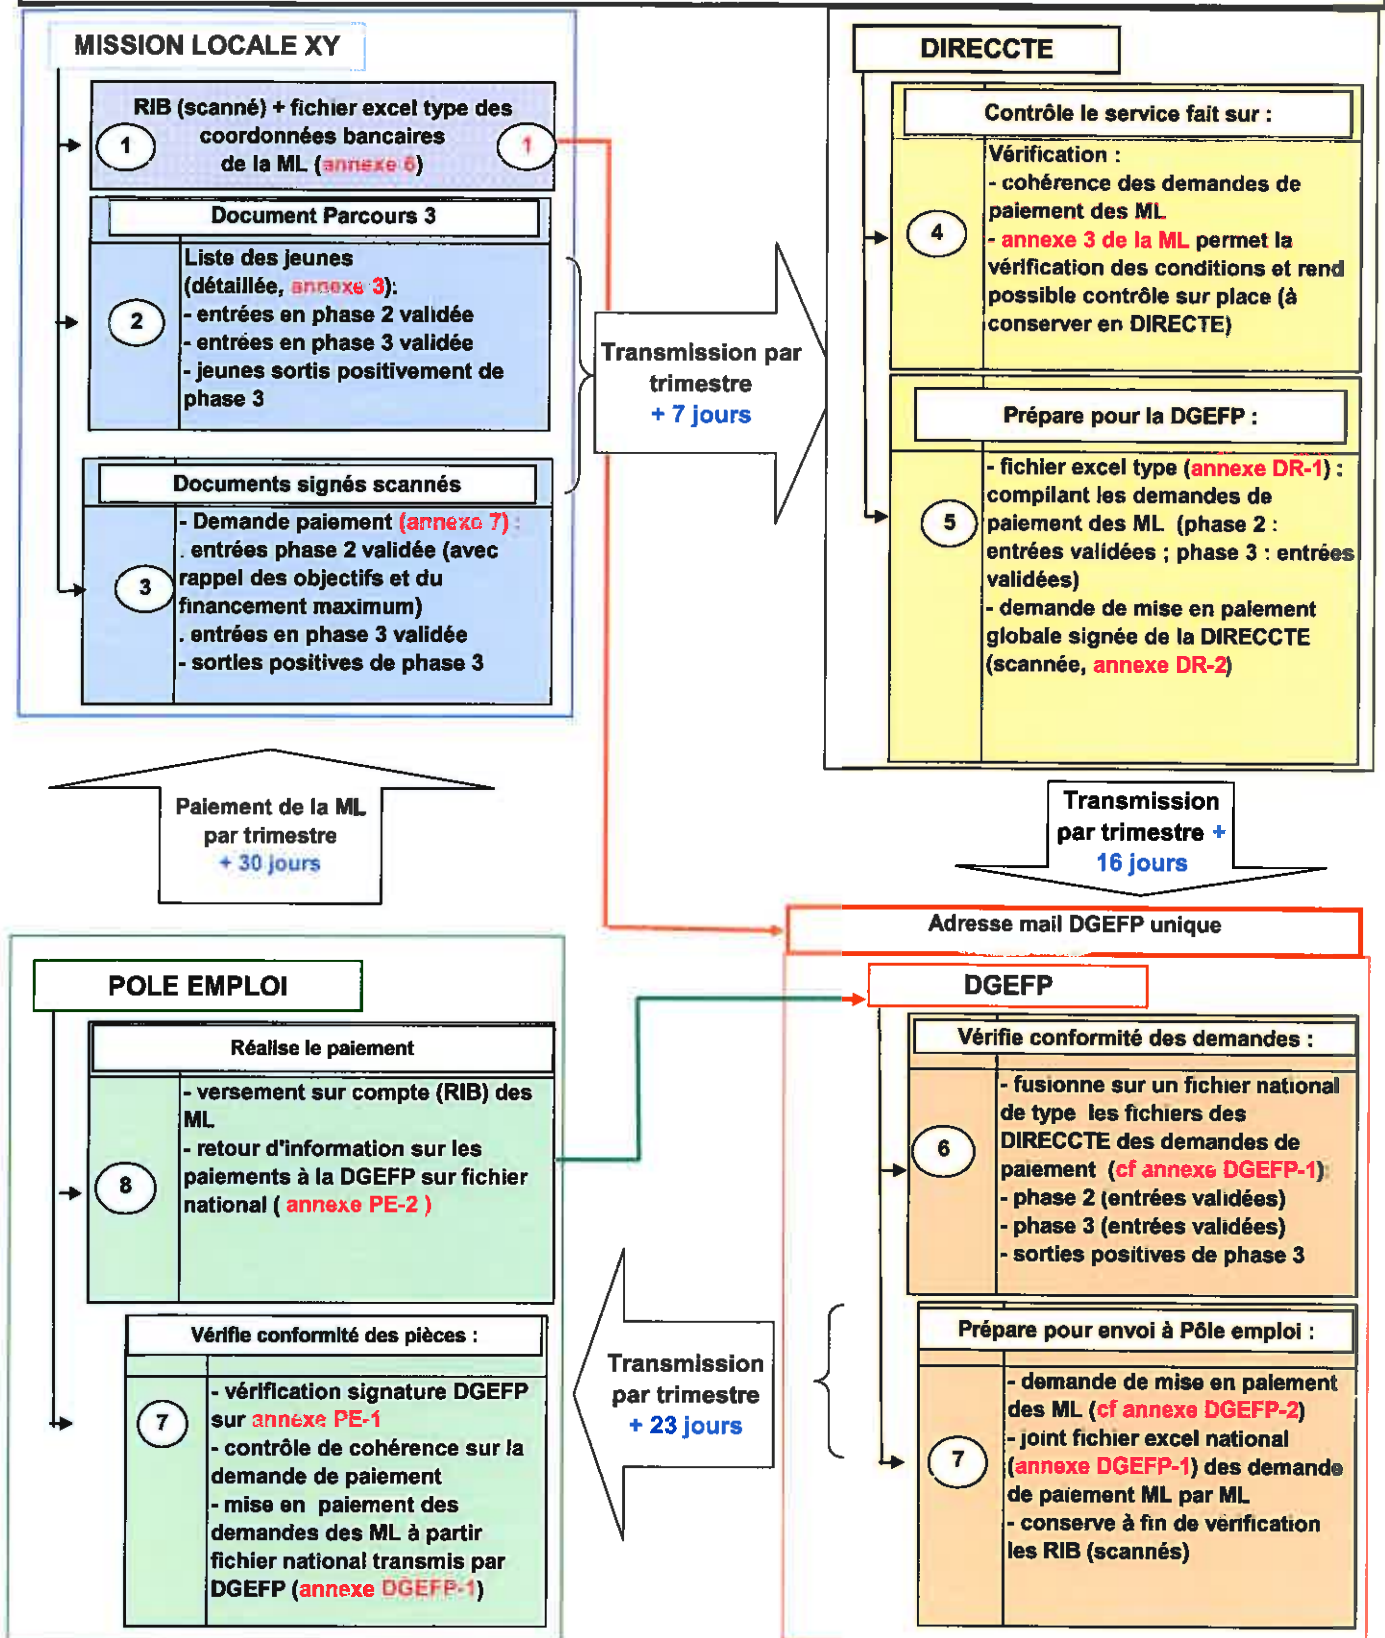 MISSION LOCALE XY
RIB (scanné) + fichier excel type des
coordonnées bancaires
de la ML (annexe 6)
1
1
Document Parcours 3
2
Liste des jeunes
(détaillée, annexe 3):
- entrées en phase 2 validée
- entrées en phase 3 validée
- jeunes sortis positivement de
phase 3
Documents signés scannés
3
- Demande paiement (annexe 7) :
. entrées phase 2 validée (avec
rappel des objectifs et du
financement maximum)
. entrées en phase 3 validée
- sorties positives de phase 3
Transmission par
trimestre
+ 7 jours
DIRECCTE
Contrôle le service fait sur :
4
Vérification :
- cohérence des demandes de
paiement des ML
- annexe 3 de la ML permet la
vérification des conditions et rend
possible contrôle sur place (à
conserver en DIRECTE)
Prépare pour la DGEFP :
5
- fichier excel type (annexe DR-1) :
compilant les demandes de
paiement des ML (phase 2 :
entrées validées ; phase 3 : entrées
validées)
- demande de mise en paiement
globale signée de la DIRECCTE
(scannée, annexe DR-2)
Paiement de la ML
par trimestre
+ 30 jours
Transmission
par trimestre +
16 jours
Adresse mail DGEFP unique
POLE EMPLOI
Réalise le paiement
8
- versement sur compte (RIB) des
ML
- retour d'information sur les
paiements à la DGEFP sur fichier
national ( annexe PE-2 )
Vérifie conformité des pièces :
7
- vérification signature DGEFP
sur annexe PE-1
- contrôle de cohérence sur la
demande de paiement
- mise en paiement des
demandes des ML à partir
fichier national transmis par
DGEFP (annexe DGEFP-1)
Transmission
par trimestre
+ 23 jours
DGEFP
Vérifie conformité des demandes :
6
- fusionne sur un fichier national
de type les fichiers des
DIRECCTE des demandes de
paiement (cf annexe DGEFP-1):
- phase 2 (entrées validées)
- phase 3 (entrées validées)
- sorties positives de phase 3
Prépare pour envoi à Pôle emploi :
7
- demande de mise en paiement
des ML (cf annexe DGEFP-2)
- joint fichier excel national
(annexe DGEFP-1) des demande
de paiement ML par ML
- conserve à fin de vérification
les RIB (scannés)